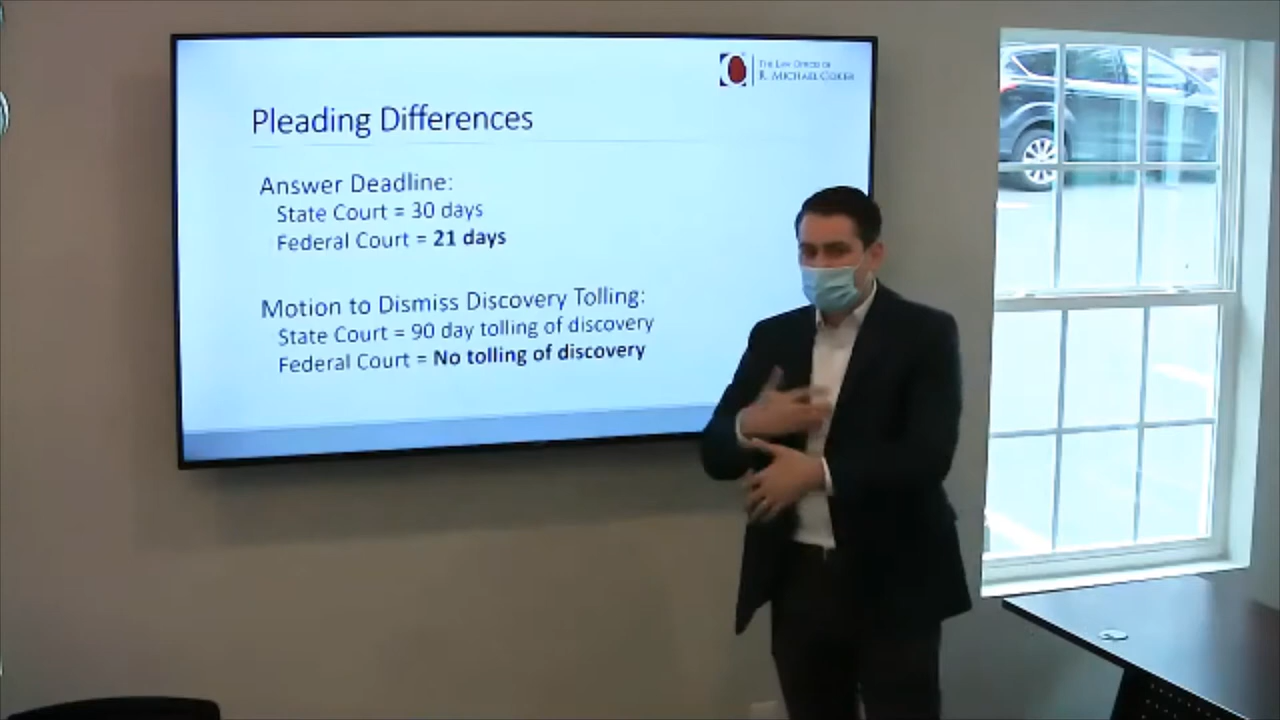 THE LAW OFFICES OF
R. MICHAEL COKER
Pleading Differences
Answer Deadline:
State Court = 30 days
Federal Court = 21 days
Motion to Dismiss Discovery Tolling:
State Court = 90 day tolling of discovery
Federal Court = No tolling of discovery